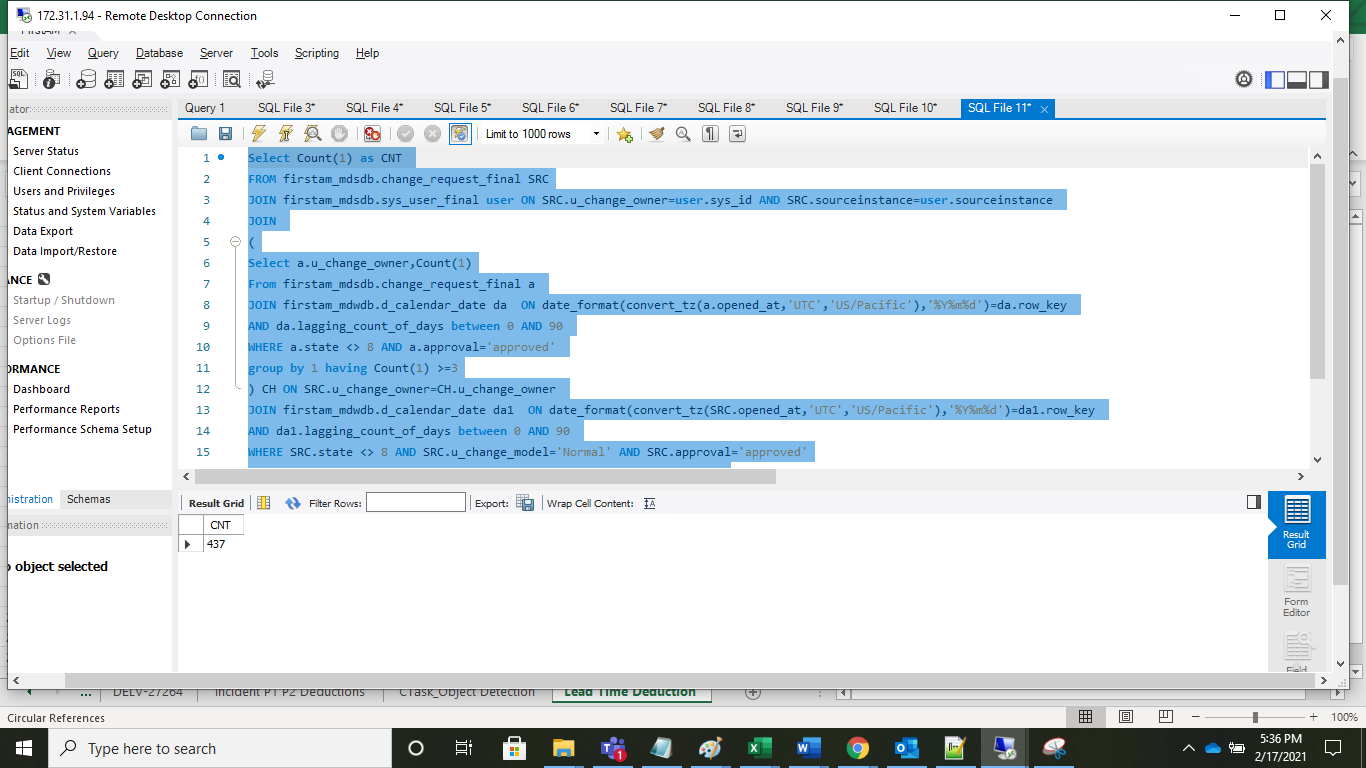 172.31.1.94 - Remote Desktop Connection
Edit View Query Database Server Tools Scripting Help
Query 1 SQL File 3* SQL File 4* SQL File 5* SQL File 6* SQL File 7* SQL File 8* SQL File 9* SQL File 10* SQL File 11*
Limit to 1000 rows
ator
AGEMENT
Server Status
Client Connections
Users and Privileges
Status and System Variables
Data Export
Data Import/Restore
ANCE
Startup / Shutdown
Server Logs
Options File
ORMANCE
Dashboard
Performance Reports
Performance Schema Setup
nistration Schemas
mation
object selected
1 Select Count(1) as CNT
2 FROM firstam_mdsdb.change_request_final SRC
3 JOIN firstam_mdsdb.sys_user_final user ON SRC.u_change_owner=user.sys_id AND SRC.sourceinstance=user.sourceinstance
4 JOIN
5 (
6 Select a.u_change_owner,Count(1)
7 From firstam_mdsdb.change_request_final a
8 JOIN firstam_mdwdb.d_calendar_date da ON date_format(convert_tz(a.opened_at,'UTC','US/Pacific'),'%Y%m%d')=da.row_key
9 AND da.lagging_count_of_days between 0 AND 90
10 WHERE a.state <> 8 AND a.approval='approved'
11 group by 1 having Count(1) >=3
12 ) CH ON SRC.u_change_owner=CH.u_change_owner
13 JOIN firstam_mdwdb.d_calendar_date da1 ON date_format(convert_tz(SRC.opened_at,'UTC','US/Pacific'),'%Y%m%d')=da1.row_key
14 AND da1.lagging_count_of_days between 0 AND 90
15 WHERE SRC.state <> 8 AND SRC.u_change_model='Normal' AND SRC.approval='approved'
Result Grid Filter Rows: Export: Wrap Cell Content:
CNT
437
Result
Grid
Form
Editor
Field
... DELV-27264 Incident P1 P2 Deductions CTask_Object Detection Lead Time Deduction
Circular References
100%
Type here to search
1
5:36 PM
2/17/2021